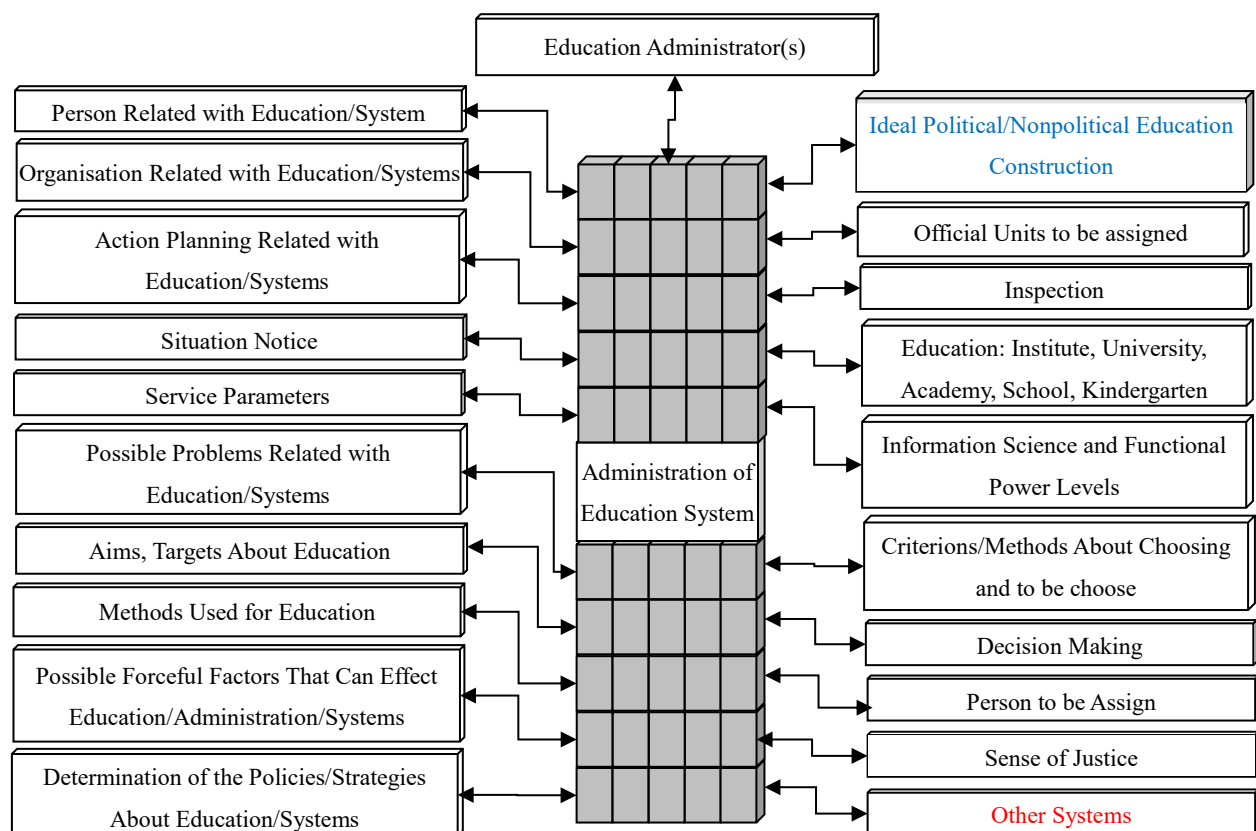 Education Administrator(s)
Person Related with Education/System
Organisation Related with Education/Systems
Action Planning Related with
Education/Systems
Situation Notice
Service Parameters
Possible Problems Related with
Education/Systems
Aims, Targets About Education
Methods Used for Education
Possible Forceful Factors That Can Effect
Education/Administration/Systems
Determination of the Policies/Strategies
About Education/Systems
Administration of
Education System
Ideal Political/Nonpolitical Education
Construction
Official Units to be assigned
Inspection
Education: Institute, University,
Academy, School, Kindergarten
Information Science and Functional
Power Levels
Criterions/Methods About Choosing
and to be choose
Decision Making
Person to be Assign
Sense of Justice
Other Systems